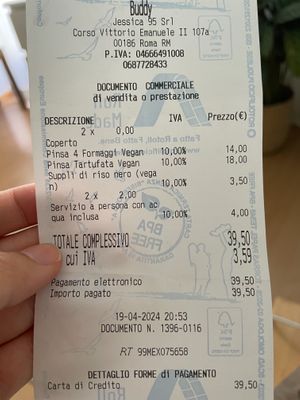 Buddy
Jessica 95 Srl
Corso Vittorio Emanuele II 107a
00186 Roma RM
P.IVA: 04666491008
0687728433
DOCUMENTO COMMERCIALE
di vendita o prestazione
DESCRIZIONE IVA Prezzo(€)
2 x 0,00
Coperto
Pinsa 4 Formaggi Vegan 10,00% 14,00
Pinsa Tartufata Vegan 10,00% 18,00
Suppli di riso nero (vega
n) 10,00% 3,50
2 x 2,00
Servizio a persona con ac
qua inclusa 10,00% 4,00
TOTALE COMPLESSIVO 39,50
cui IVA 3,59
Pagamento elettronico 39,50
Importo pagato 39,50
19-04-2024 20:53
DOCUMENTO N. 1396-0116
RT 99MEX075658
DETTAGLIO FORME DI PAGAMENTO
Carta di Credito 39,50
BPA
FREE